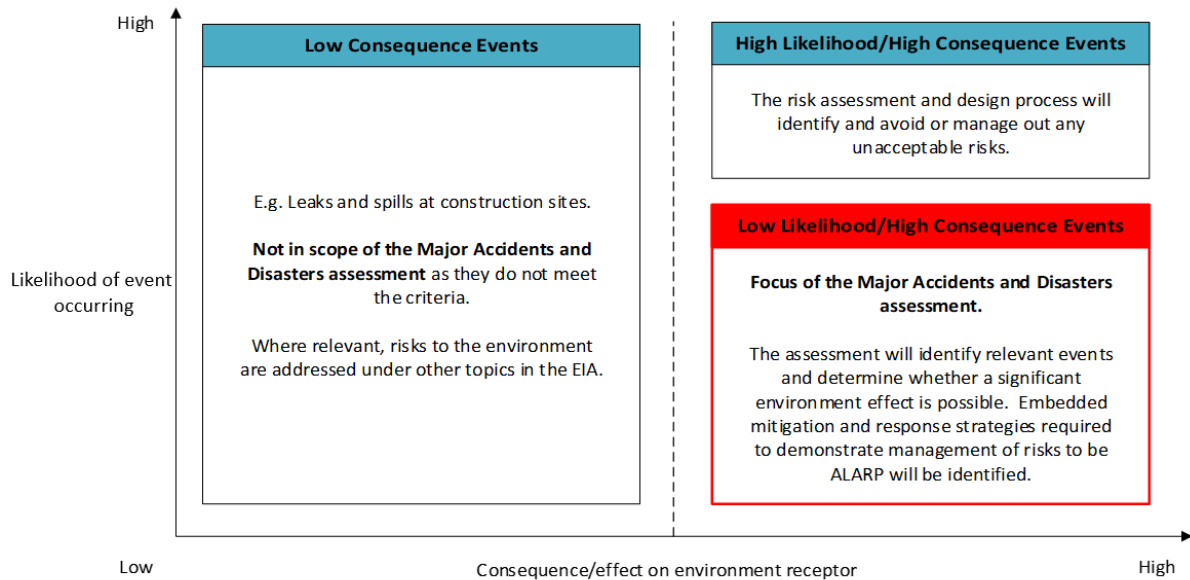 High
Low Consequence Events
E.g. Leaks and spills at construction sites.
Not in scope of the Major Accidents and
Disasters assessment as they do not meet
the criteria.
Where relevant, risks to the environment
are addressed under other topics in the EIA.
High Likelihood/High Consequence Events
The risk assessment and design process will
identify and avoid or manage out any
unacceptable risks.
Low Likelihood/High Consequence Events
Focus of the Major Accidents and Disasters
assessment.
The assessment will identify relevant events
and determine whether a significant
environment effect is possible.  Embedded
mitigation and response strategies required
to demonstrate management of risks to be
ALARP will be identified.
Likelihood of event
occurring
Low
Consequence/effect on environment receptor
High